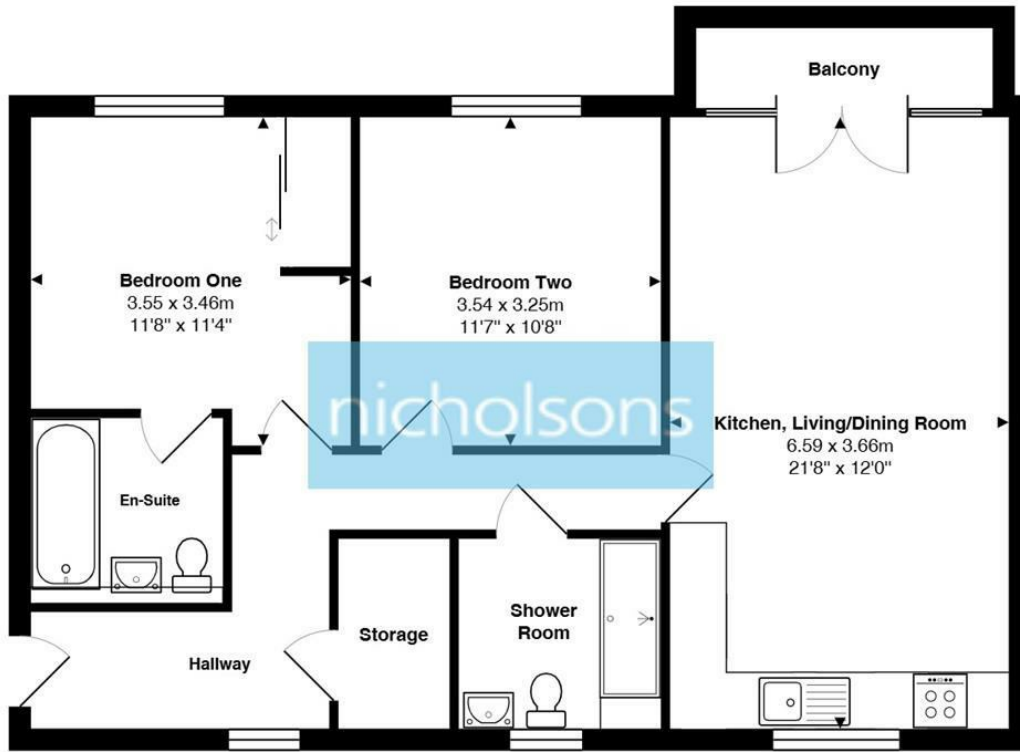 Balcony
Bedroom One
3.55 x 3.46m
11'8" x 11'4"
Bedroom Two
3.54 x 3.25m
11'7" x 10'8"
nicholsons
Kitchen, Living/Dining Room
6.59 x 3.66m
21'8" x 12'0"
En-Suite
Shower
Room
Storage
Hallway